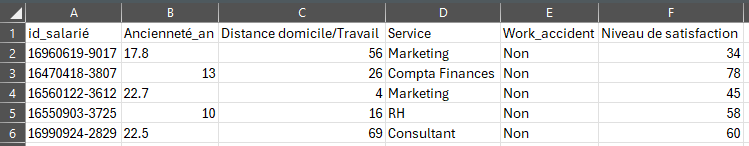 A B C D E F
1 id_salarié Ancienneté_an Distance domicile/Travail Service Work_accident Niveau de satisfaction
2 16960619-9017 17.8 56 Marketing Non 34
3 16470418-3807 13 26 Compta Finances Non 78
4 16560122-3612 22.7 4 Marketing Non 45
5 16550903-3725 10 16 RH Non 58
6 16990924-2829 22.5 69 Consultant Non 60